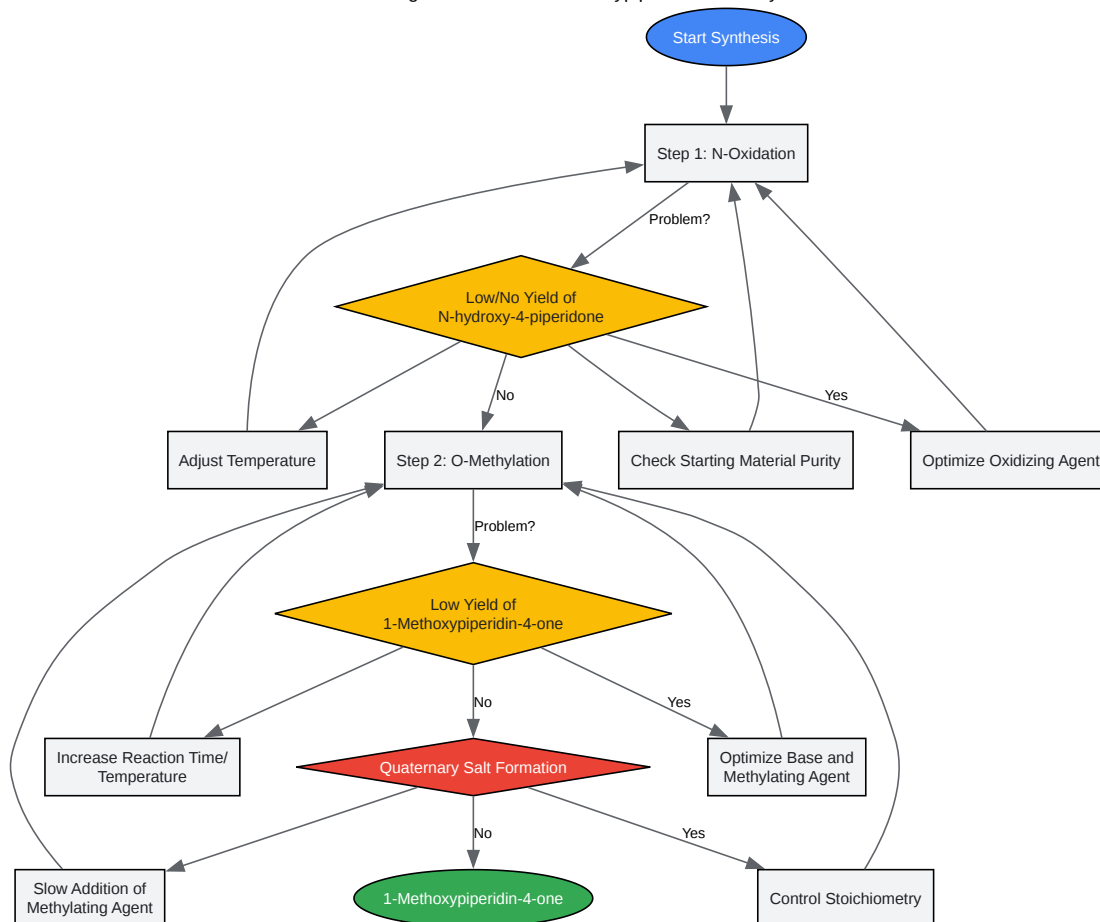 Start Synthesis
Step 1: N-Oxidation
Problem?
Low/No Yield of
N-hydroxy-4-piperidone
No
Yes
Adjust Temperature
Step 2: O-Methylation
Check Starting Material Purity
Optimize Oxidizing Agent
Problem?
Low Yield of
1-Methoxypiperidin-4-one
No
Yes
Increase Reaction Time/
Temperature
Quaternary Salt Formation
Optimize Base and
Methylating Agent
No
Yes
Slow Addition of
Methylating Agent
1-Methoxypiperidin-4-one
Control Stoichiometry